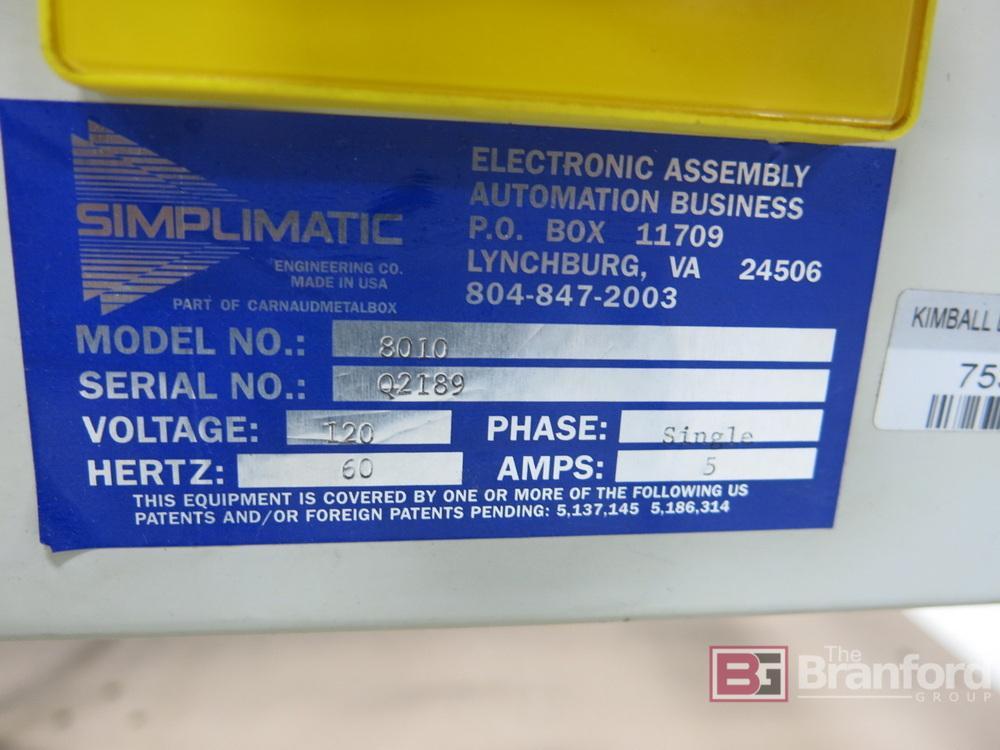 SIMPLIMATIC
ENGINEERING CO.
MADE IN USA
PART OF CARNAUDMETALBOX
ELECTRONIC ASSEMBLY
AUTOMATION BUSINESS
P.O. BOX 11709
LYNCHBURG, VA 24506
804-847-2003
MODEL NO.: 8010
SERIAL NO.: Q2189
VOLTAGE: 120 PHASE: Single
HERTZ: 60 AMPS: 5
THIS EQUIPMENT IS COVERED BY ONE OR MORE OF THE FOLLOWING US
PATENTS AND/OR FOREIGN PATENTS PENDING: 5,137,145 5,186,314
KIMBALL
BG The
Branford
GROUP